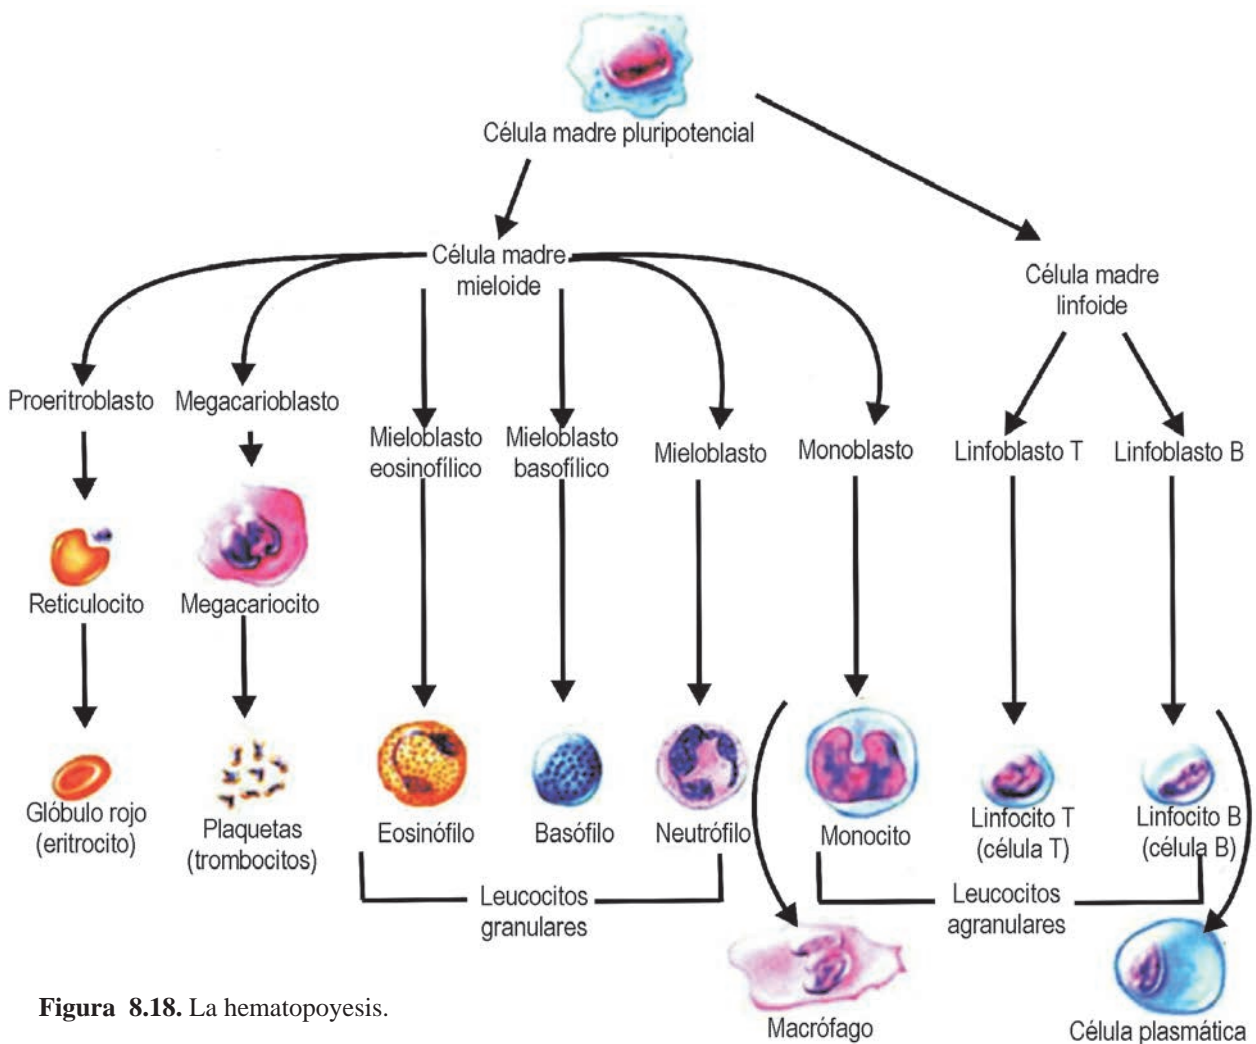 Célula madre pluripotencial
Célula madre
mieloide
Célula madre
linfoide
Proeritroblasto
Megacarioblasto
Mieloblasto
eosinofílico
Mieloblasto
basofílico
Mieloblasto
Monoblasto
Linfoblasto T
Linfoblasto B
Reticulocito
Megacariocito
Glóbulo rojo
(eritrocito)
Plaquetas
(trombocitos)
Eosinófilo
Basófilo
Neutrófilo
Monocito
Linfocito T
(célula T)
Linfocito B
(célula B)
Leucocitos
granulares
Leucocitos
agranulares
Macrófago
Célula plasmática
Figura 8.18. La hematopoyesis.